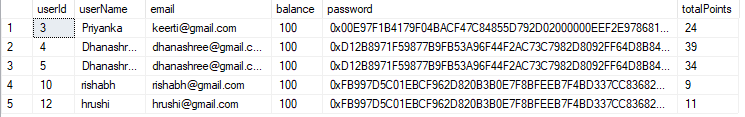 userId userName email balance password totalPoints
1 3 Priyanka keerti@gmail.com 100 0x00E97F1B4179F04BACF47C84855D792D02000000EEF2E978681... 24
2 4 Dhanashr... dhanashree@gmail.c... 100 0xD12B8971F59877B9FB53A96F44F2AC73C7982D8092FF64D8B84... 39
3 5 Dhanashr... dhanashree@gmail.c... 100 0xD12B8971F59877B9FB53A96F44F2AC73C7982D8092FF64D8B84... 34
4 10 rishabh rishabh@gmail.com 100 0xFB997D5C01EBCF962D820B3B0E7F8BFEEB7F4BD337CC83682... 9
5 12 hrushi hrushi@gmail.com 100 0xFB997D5C01EBCF962D820B3B0E7F8BFEEB7F4BD337CC83682... 11